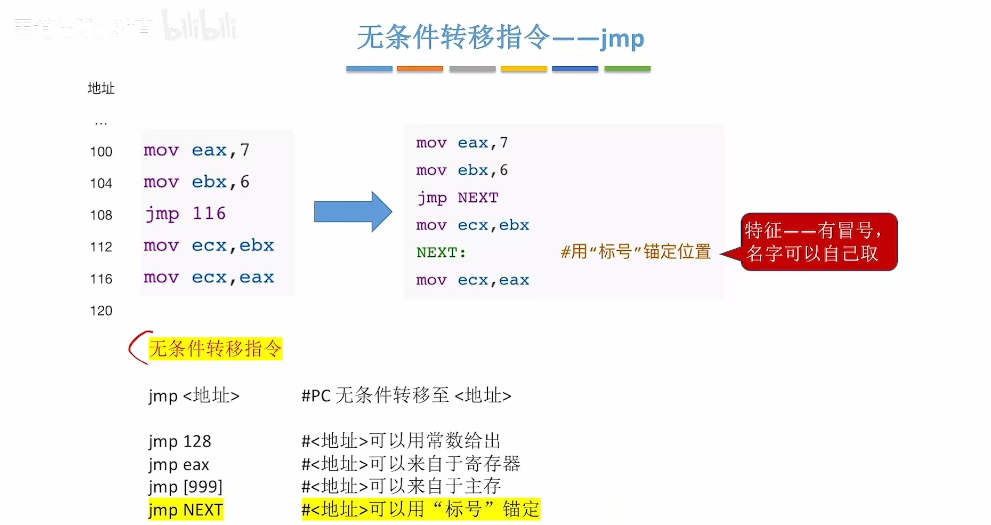 bilibili
无条件转移指令——jmp
地址
...
100 mov eax,7
104 mov ebx,6
108 jmp 116
112 mov ecx,ebx
116 mov ecx,eax
120
mov eax,7
mov ebx,6
jmp NEXT
mov ecx,ebx
NEXT: #用“标号”锚定位置
mov ecx,eax
特征——有冒号，
名字可以自己取
无条件转移指令
jmp <地址> #PC 无条件转移至 <地址>
jmp 128 #<地址>可以用常数给出
jmp eax #<地址>可以来自于寄存器
jmp [999] #<地址>可以来自于主存
jmp NEXT #<地址>可以用“标号”锚定